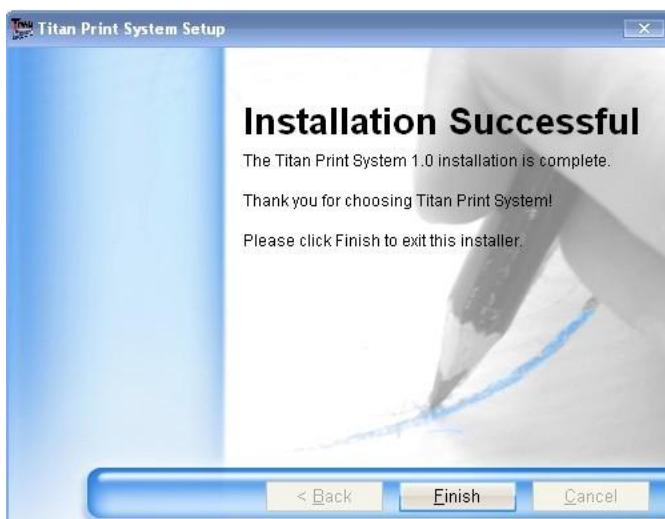 Titan Print System Setup
Installation Successful
The Titan Print System 1.0 installation is complete.
Thank you for choosing Titan Print System!
Please click Finish to exit this installer.
< Back
Finish
Cancel